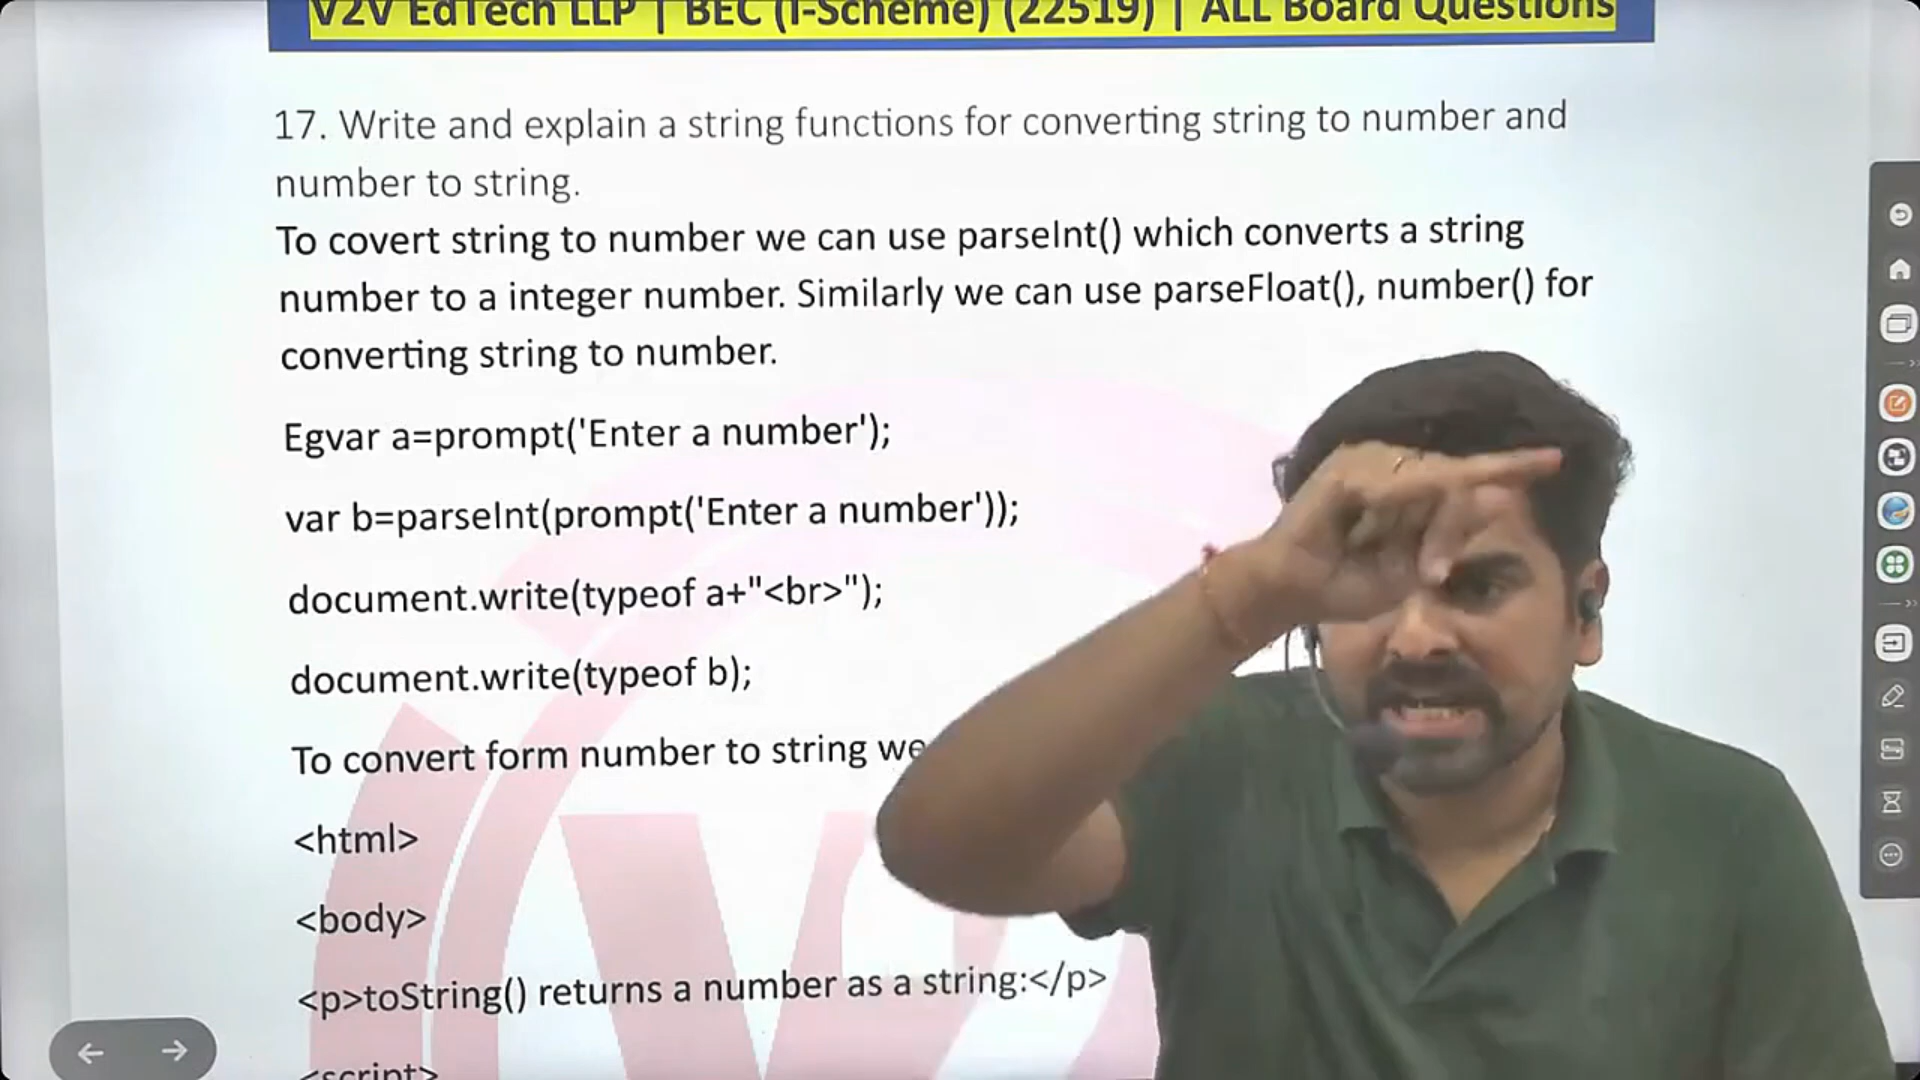 V2V EdTech LLP | BEC (I-Scheme) (22519) | ALL Board Questions
17. Write and explain a string functions for converting string to number and
number to string.
To covert string to number we can use parseInt() which converts a string
number to a integer number. Similarly we can use parseFloat(), number() for
converting string to number.
Egvar a=prompt('Enter a number');
var b=parseInt(prompt('Enter a number'));
document.write(typeof a+"<br>");
document.write(typeof b);
To convert form number to string we
<html>
<body>
<p>toString() returns a number as a string:</p>
<script>